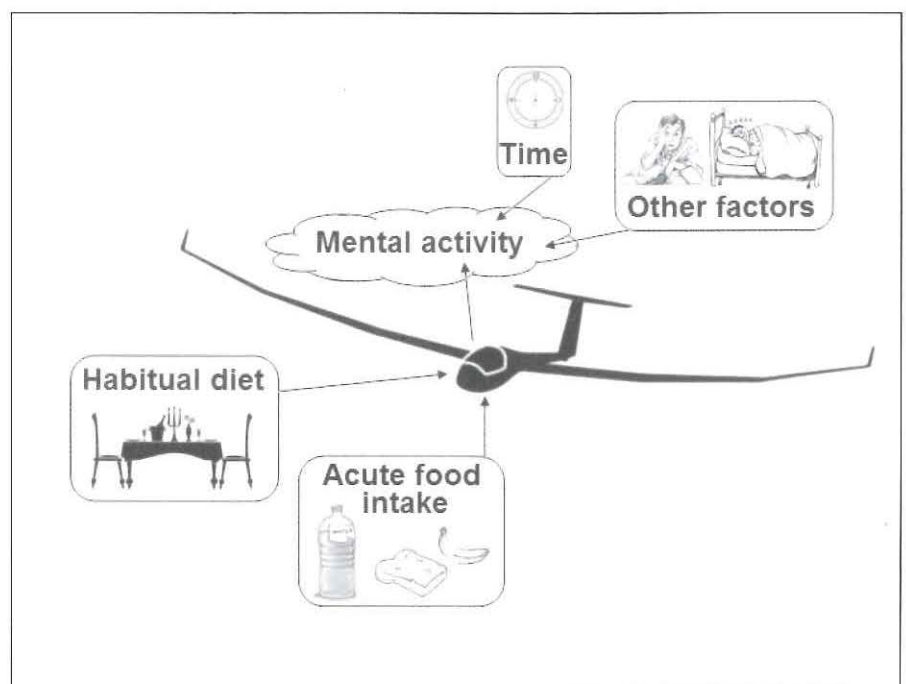 Time
Other factors
Mental activity
Habitual diet
Acute food
intake